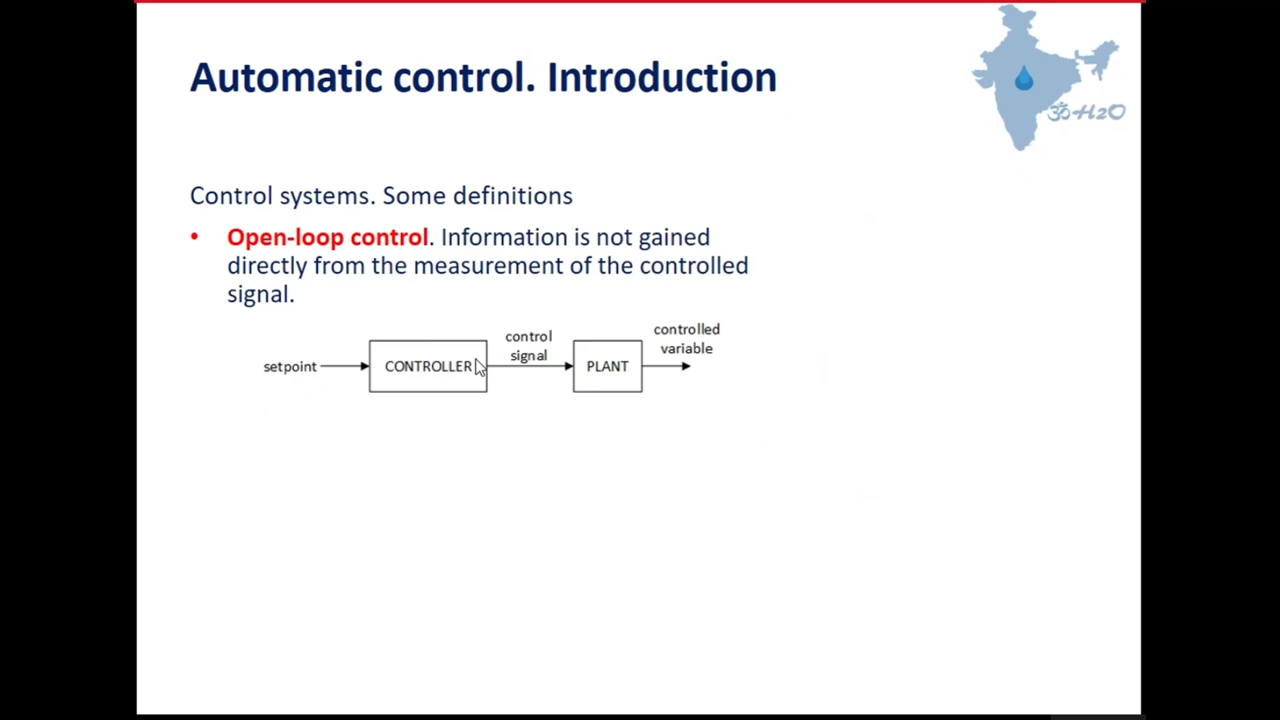 Automatic control. Introduction
ॐH2O
Control systems. Some definitions
• Open-loop control. Information is not gained
directly from the measurement of the controlled
signal.
setpoint
CONTROLLER
control
signal
PLANT
controlled
variable